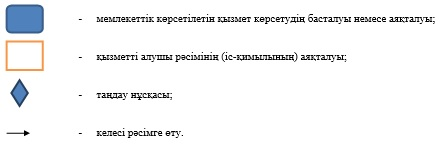 - мемлекеттік көрсетілетін қызмет көрсетудің басталуы немесе аяқталуы;
- қызметті алушы рәсімінің (іс-қимылының) аяқталуы;
- таңдау нұсқасы;
- келесі рәсімге өту.